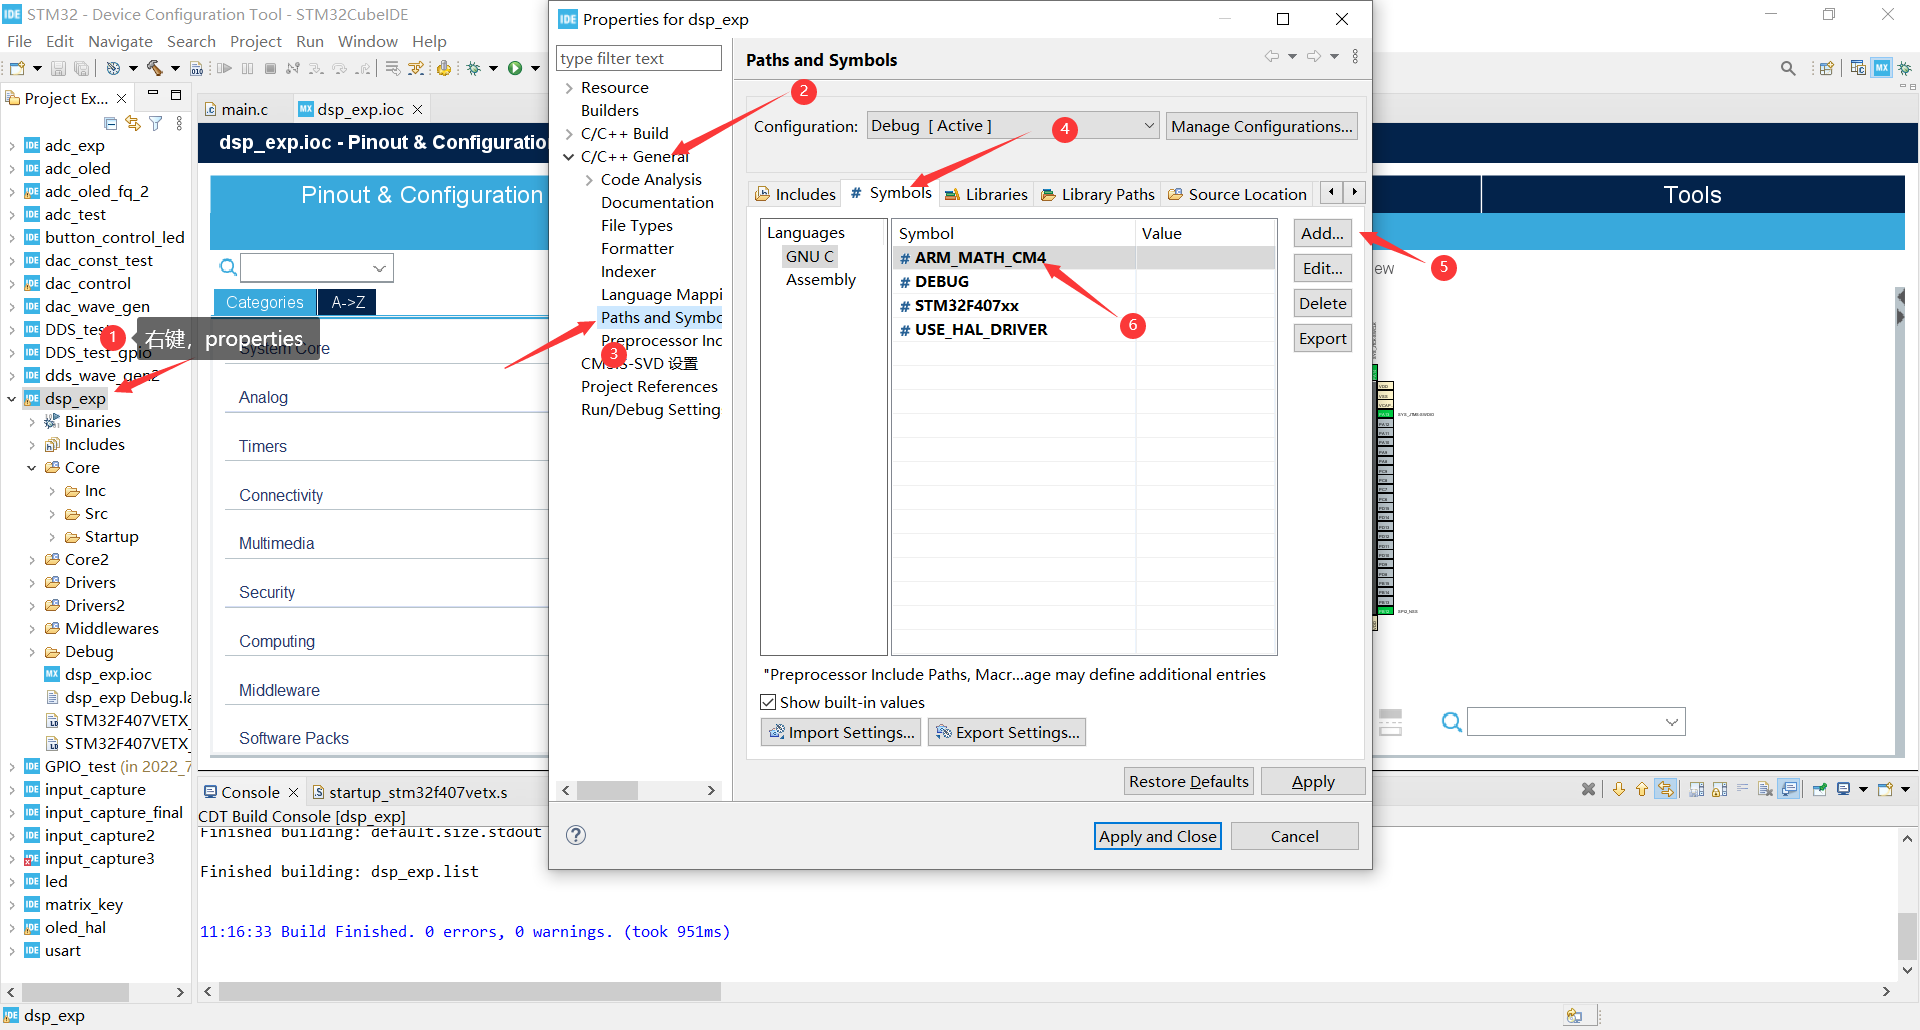 IDE STM32 - Device Configuration Tool - STM32CubeIDE
File Edit Navigate Search Project Run Window Help
Project Ex...
adc_exp
adc_oled
adc_oled_fq_2
adc_test
button_control_led
dac_const_test
dac_control
dac_wave_gen
DDS_tes
DDS_test_gpio
dds_wave_gen2
dsp_exp
Binaries
Includes
Core
Inc
Src
Startup
Core2
Drivers
Drivers2
Middlewares
Debug
MX dsp_exp.ioc
dsp_exp Debug.la
STM32F407VETX_
STM32F407VETX_
GPIO_test (in 2022_7
input_capture
input_capture_final
input_capture2
input_capture3
led
matrix_key
oled_hal
usart
1 右键，properties
main.c
MX dsp_exp.ioc
dsp_exp.ioc - Pinout & Configuration
Pinout & Configuration
Categories A->Z
System Core
Analog
Timers
Connectivity
Multimedia
Security
Computing
Middleware
Software Packs
Tools
ew
IDE Properties for dsp_exp
type filter text
Resource
Builders
C/C++ Build
C/C++ General
Code Analysis
Documentation
File Types
Formatter
Indexer
Language Mappi
Paths and Symbo
Preprocessor Inc
CMSIS-SVD 设置
Project References
Run/Debug Setting
Paths and Symbols
Configuration: Debug [ Active ] Manage Configurations...
Includes # Symbols Libraries Library Paths Source Location
Languages
GNU C
Assembly
Symbol Value
# ARM_MATH_CM4
# DEBUG
# STM32F407xx
# USE_HAL_DRIVER
Add...
Edit...
Delete
Export
2
3
4
5
6
"Preprocessor Include Paths, Macr...age may define additional entries
Show built-in values
Import Settings... Export Settings...
Restore Defaults Apply
Apply and Close Cancel
Console startup_stm32f407vetx.s
CDT Build Console [dsp_exp]
Finished building: default.size.stdout
Finished building: dsp_exp.list
11:16:33 Build Finished. 0 errors, 0 warnings. (took 951ms)
dsp_exp